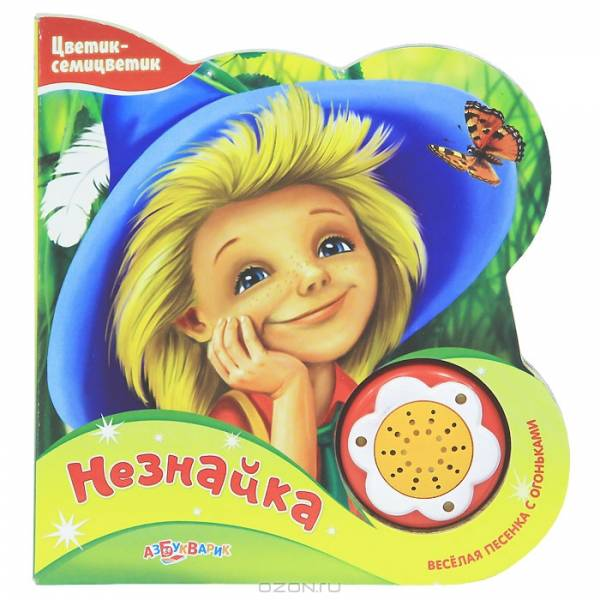 Цветик-
семицветик
Незнайка
АЗБУКВАРИК
ВЕСЁЛАЯ ПЕСЕНКА С ОГОНЬКАМИ
OZON.ru